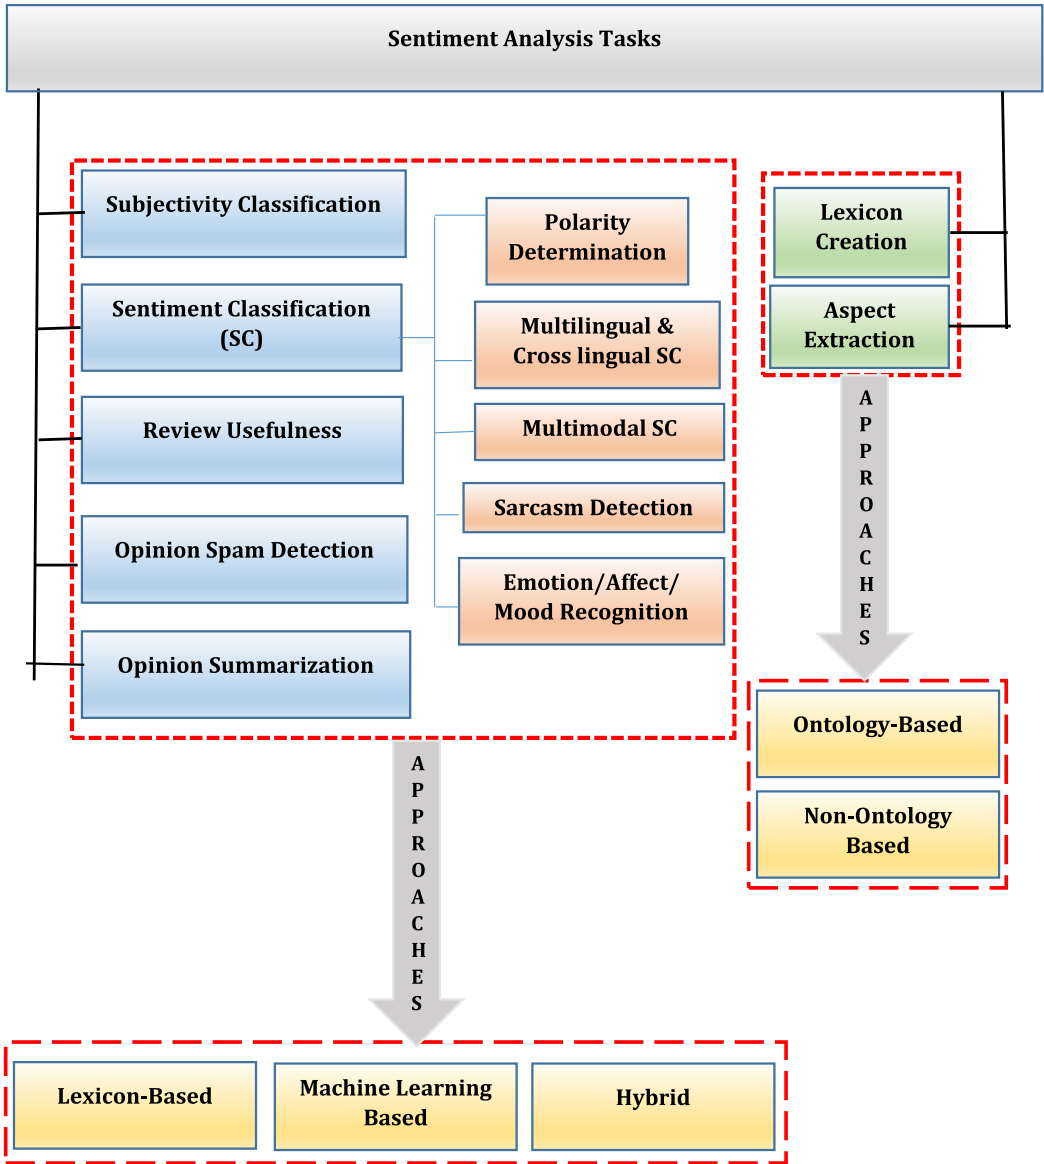 Sentiment Analysis Tasks
Subjectivity Classification
Sentiment Classification
(SC)
Review Usefulness
Opinion Spam Detection
Opinion Summarization
Polarity
Determination
Multilingual &
Cross lingual SC
Multimodal SC
Sarcasm Detection
Emotion/Affect/
Mood Recognition
Lexicon
Creation
Aspect
Extraction
APPROACHES
Ontology-Based
Non-Ontology
Based
APPROACHES
Lexicon-Based
Machine Learning
Based
Hybrid